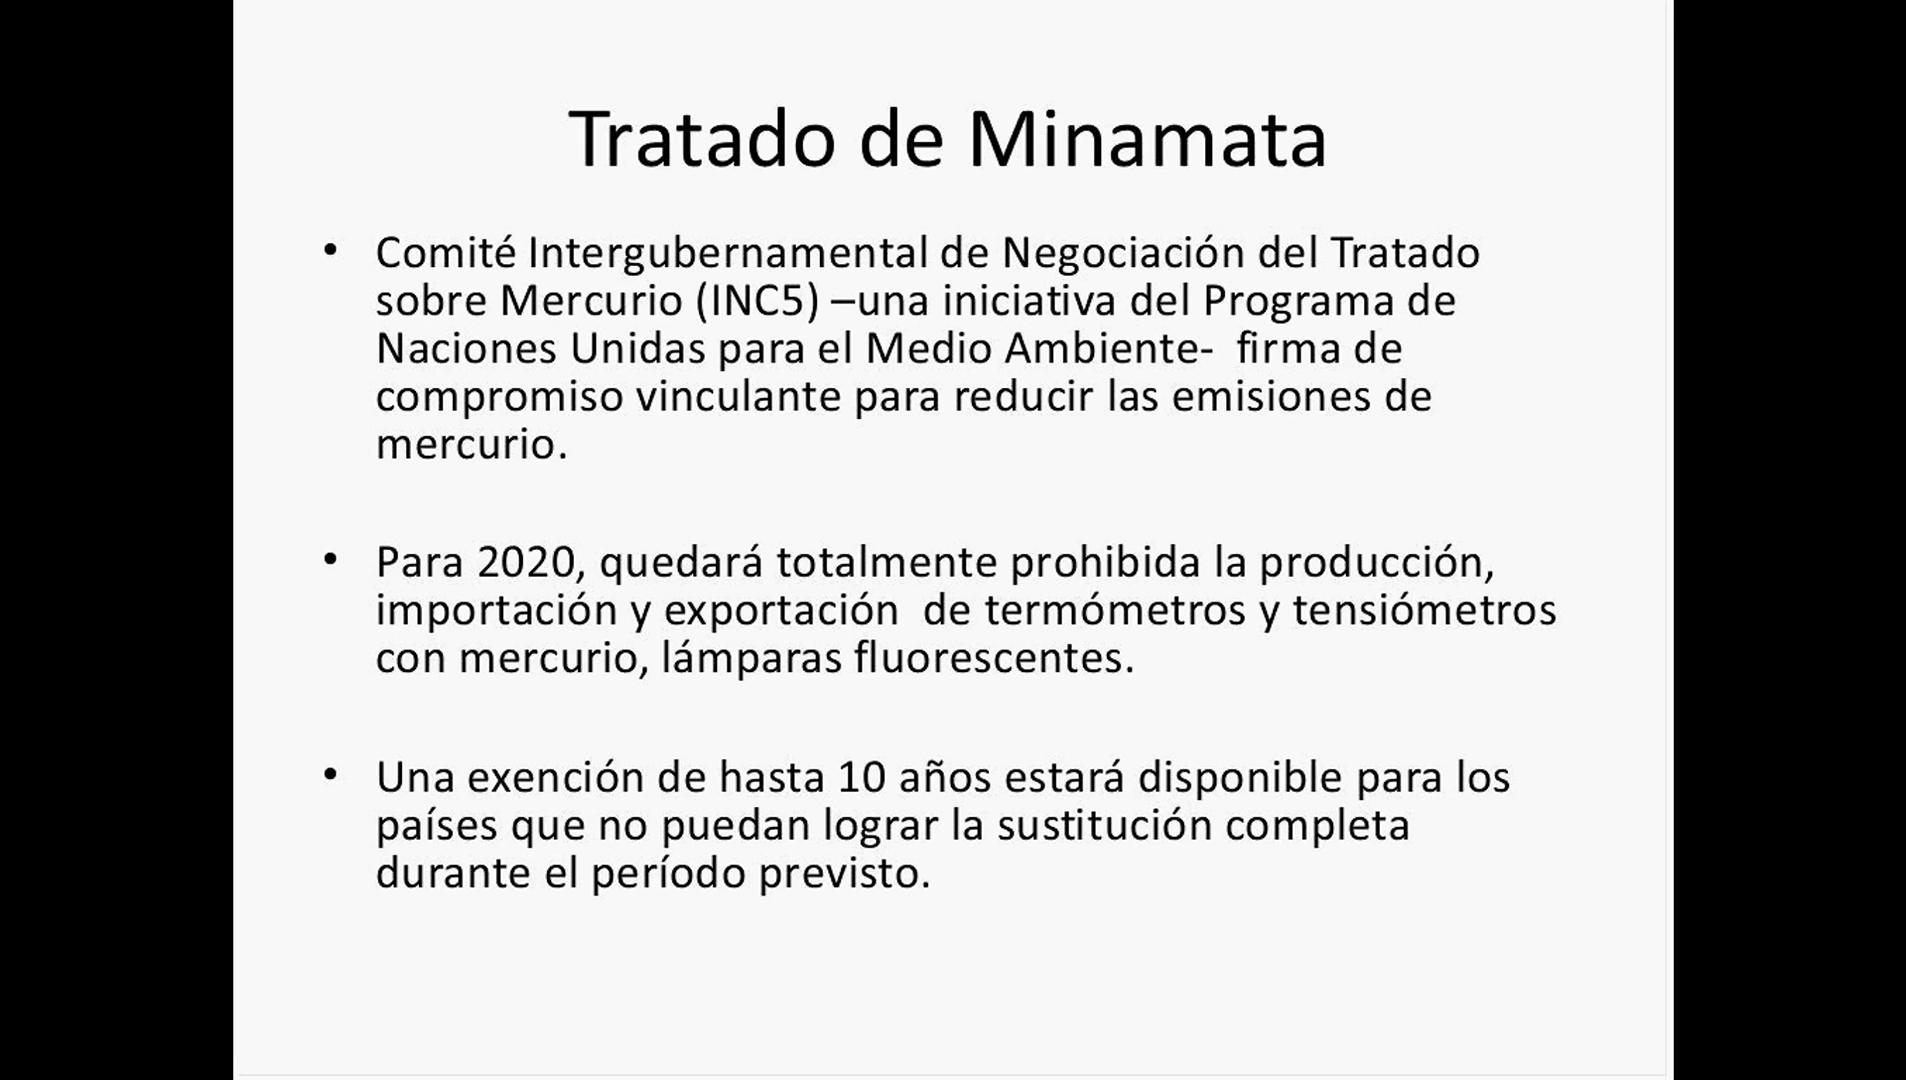 Tratado de Minamata
• Comité Intergubernamental de Negociación del Tratado
sobre Mercurio (INC5) –una iniciativa del Programa de
Naciones Unidas para el Medio Ambiente-  firma de
compromiso vinculante para reducir las emisiones de
mercurio.
• Para 2020, quedará totalmente prohibida la producción,
importación y exportación  de termómetros y tensiómetros
con mercurio, lámparas fluorescentes.
• Una exención de hasta 10 años estará disponible para los
países que no puedan lograr la sustitución completa
durante el período previsto.